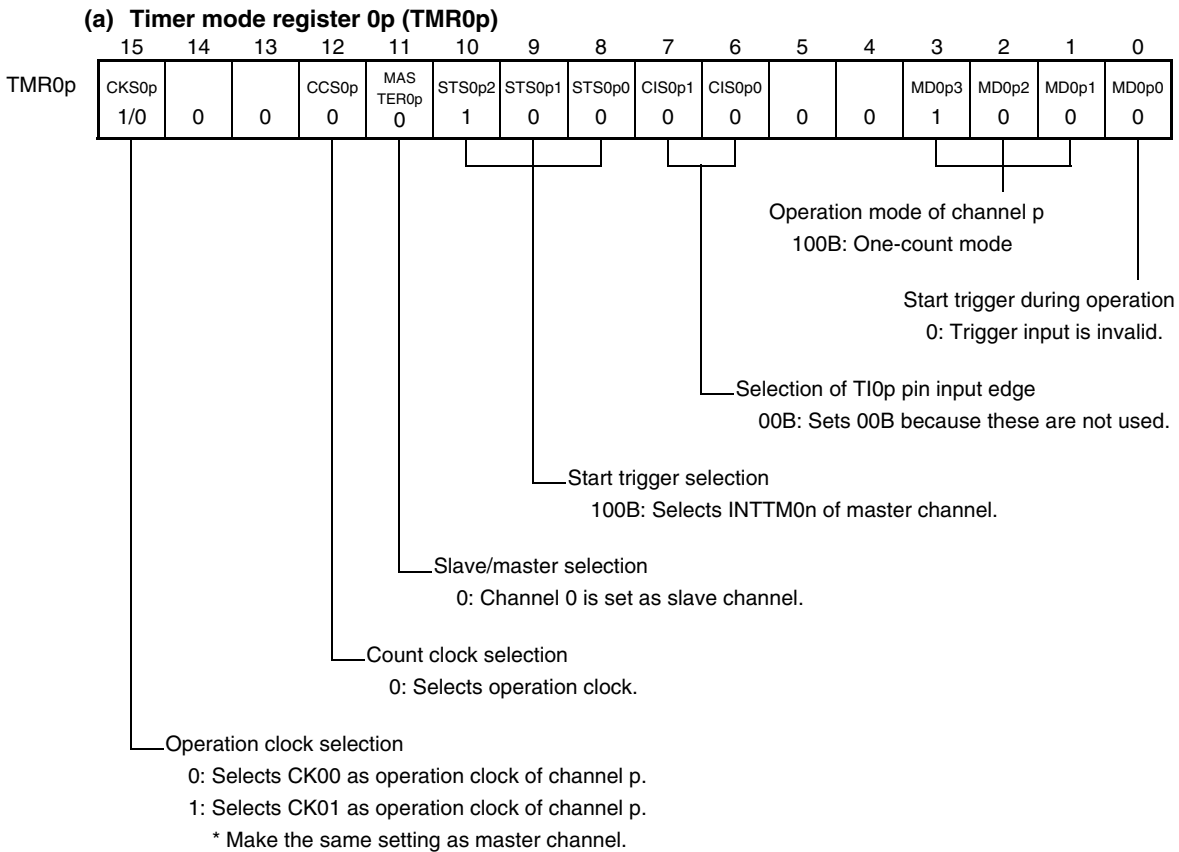 (a) Timer mode register 0p (TMR0p)
15 14 13 12 11 10 9 8 7 6 5 4 3 2 1 0
TMR0p
CKS0p CCS0p MAS TER0p STS0p2 STS0p1 STS0p0 CIS0p1 CIS0p0 MD0p3 MD0p2 MD0p1 MD0p0
1/0 0 0 0 0 1 0 0 0 0 0 0 1 0 0 0
Operation mode of channel p
100B: One-count mode
Start trigger during operation
0: Trigger input is invalid.
Selection of TI0p pin input edge
00B: Sets 00B because these are not used.
Start trigger selection
100B: Selects INTTM0n of master channel.
Slave/master selection
0: Channel 0 is set as slave channel.
Count clock selection
0: Selects operation clock.
Operation clock selection
0: Selects CK00 as operation clock of channel p.
1: Selects CK01 as operation clock of channel p.
* Make the same setting as master channel.